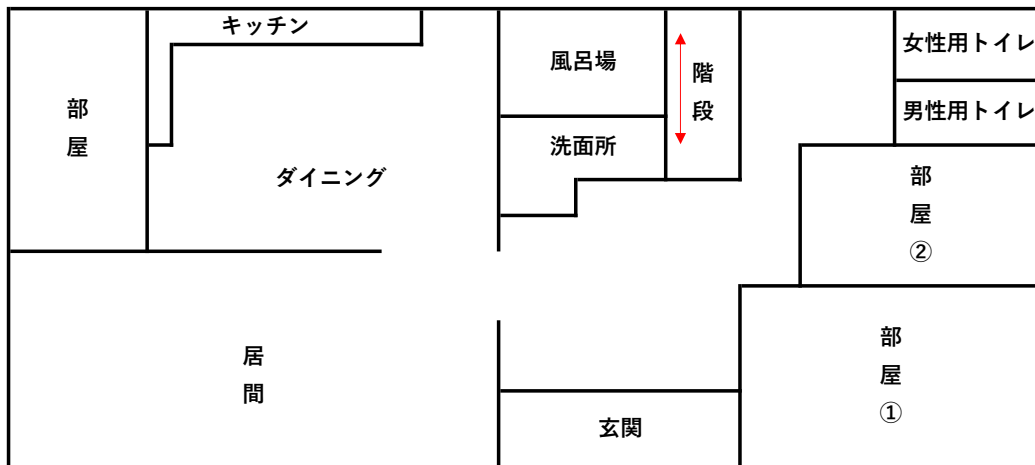 キッチン
部屋
ダイニング
風呂場
洗面所
階段
女性用トイレ
男性用トイレ
部屋②
居間
玄関
部屋①